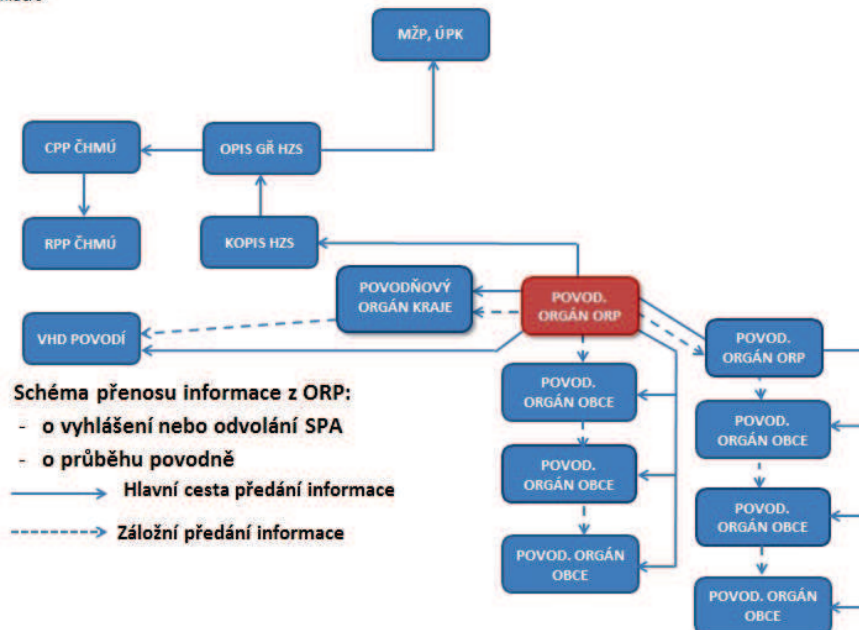 MŽP, ÚPK
CPP ČHMÚ
OPIS GŘ HZS
RPP ČHMÚ
KOPIS HZS
POVODŇOVÝ
ORGÁN KRAJE
POVOD.
ORGÁN ORP
VHD POVODÍ
POVOD.
ORGÁN ORP
Schéma přenosu informace z ORP:
- o vyhlášení nebo odvolání SPA
- o průběhu povodně
Hlavní cesta předání informace
Záložní předání informace
POVOD.
ORGÁN OBCE
POVOD.
ORGÁN OBCE
POVOD. ORGÁN
OBCE
POVOD.
ORGÁN OBCE
POVOD.
ORGÁN OBCE
POVOD. ORGÁN
OBCE